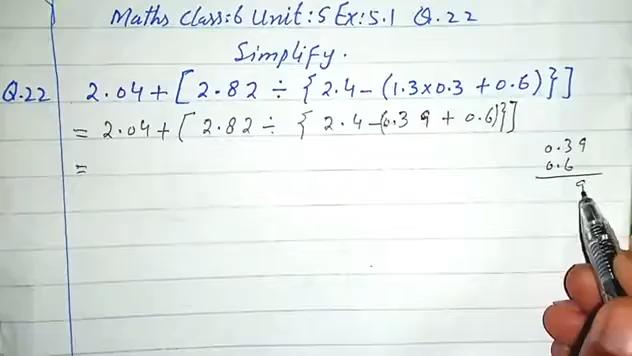 Maths Class:6 Unit:5 Ex:5.1 Q.22
Simplify.
Q.22 2.04+[2.82÷{2.4-(1.3×0.3+0.6)}]
= 2.04+[2.82÷{2.4-(0.39+0.6)}]
=
0.39
0.6
9